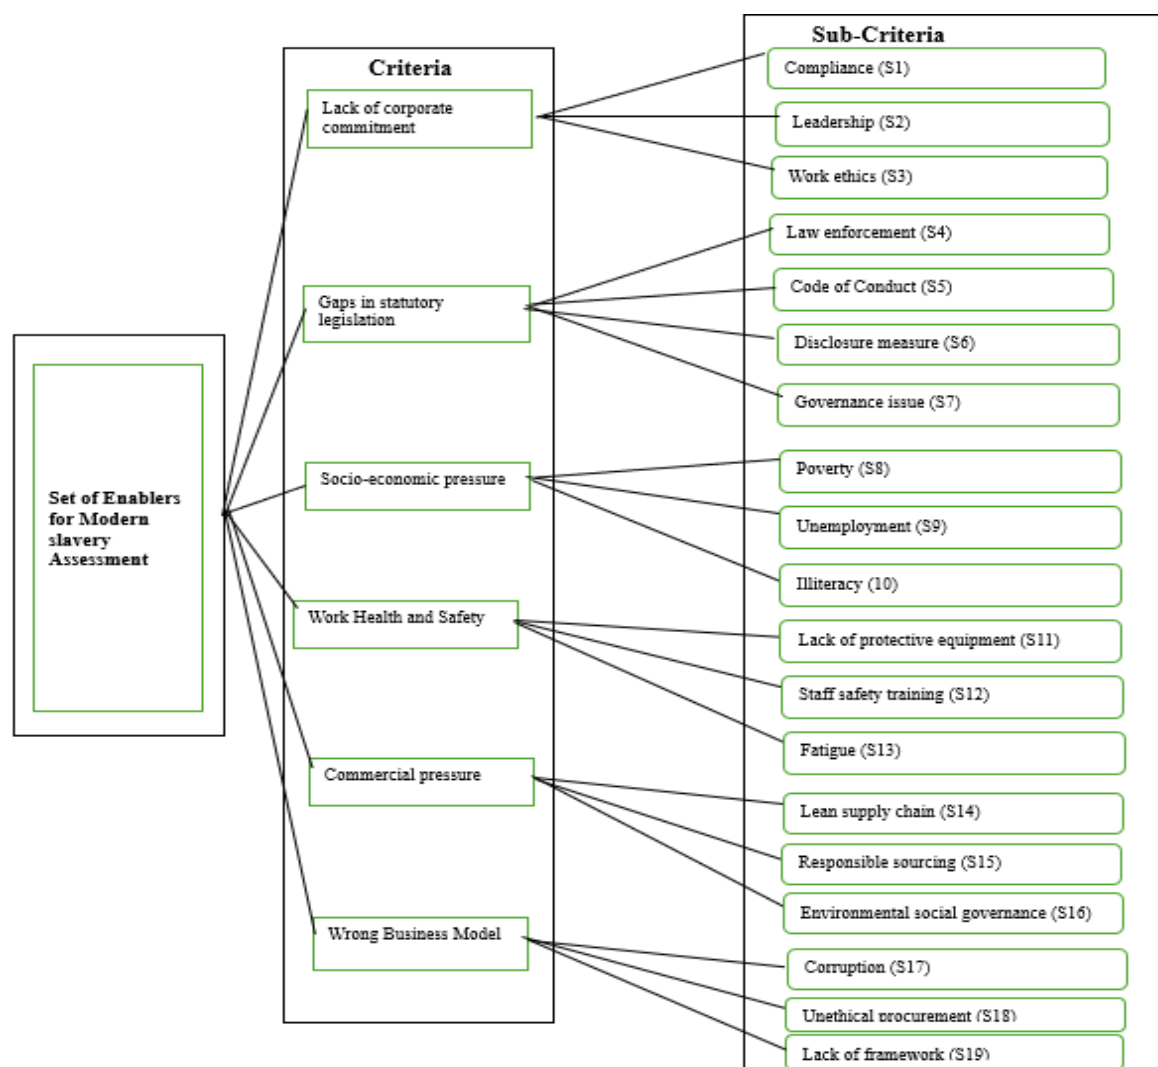 Set of Enablers
for Modern
slavery
Assessment
Criteria
Lack of corporate
commitment
Gaps in statutory
legislation
Socio-economic pressure
Work Health and Safety
Commercial pressure
Wrong Business Model
Sub-Criteria
Compliance (S1)
Leadership (S2)
Work ethics (S3)
Law enforcement (S4)
Code of Conduct (S5)
Disclosure measure (S6)
Governance issue (S7)
Poverty (S8)
Unemployment (S9)
Illiteracy (10)
Lack of protective equipment (S11)
Staff safety training (S12)
Fatigue (S13)
Lean supply chain (S14)
Responsible sourcing (S15)
Environmental social governance (S16)
Corruption (S17)
Unethical procurement (S18)
Lack of framework (S19)